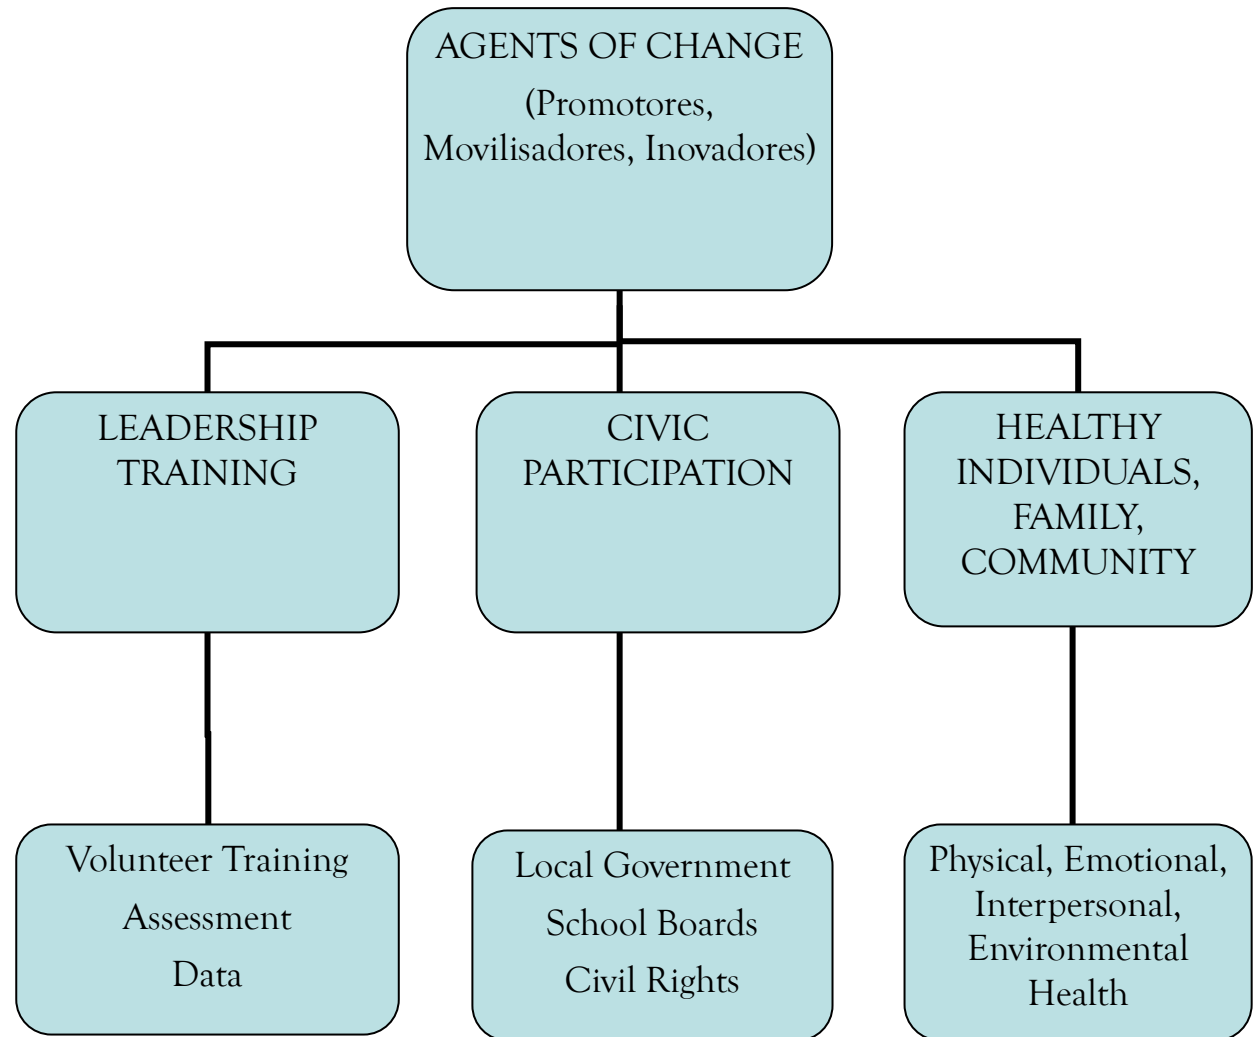 AGENTS OF CHANGE
(Promotores,
Movilisadores, Inovadores)
LEADERSHIP
TRAINING
CIVIC
PARTICIPATION
HEALTHY
INDIVIDUALS,
FAMILY,
COMMUNITY
Volunteer Training
Assessment
Data
Local Government
School Boards
Civil Rights
Physical, Emotional,
Interpersonal,
Environmental
Health